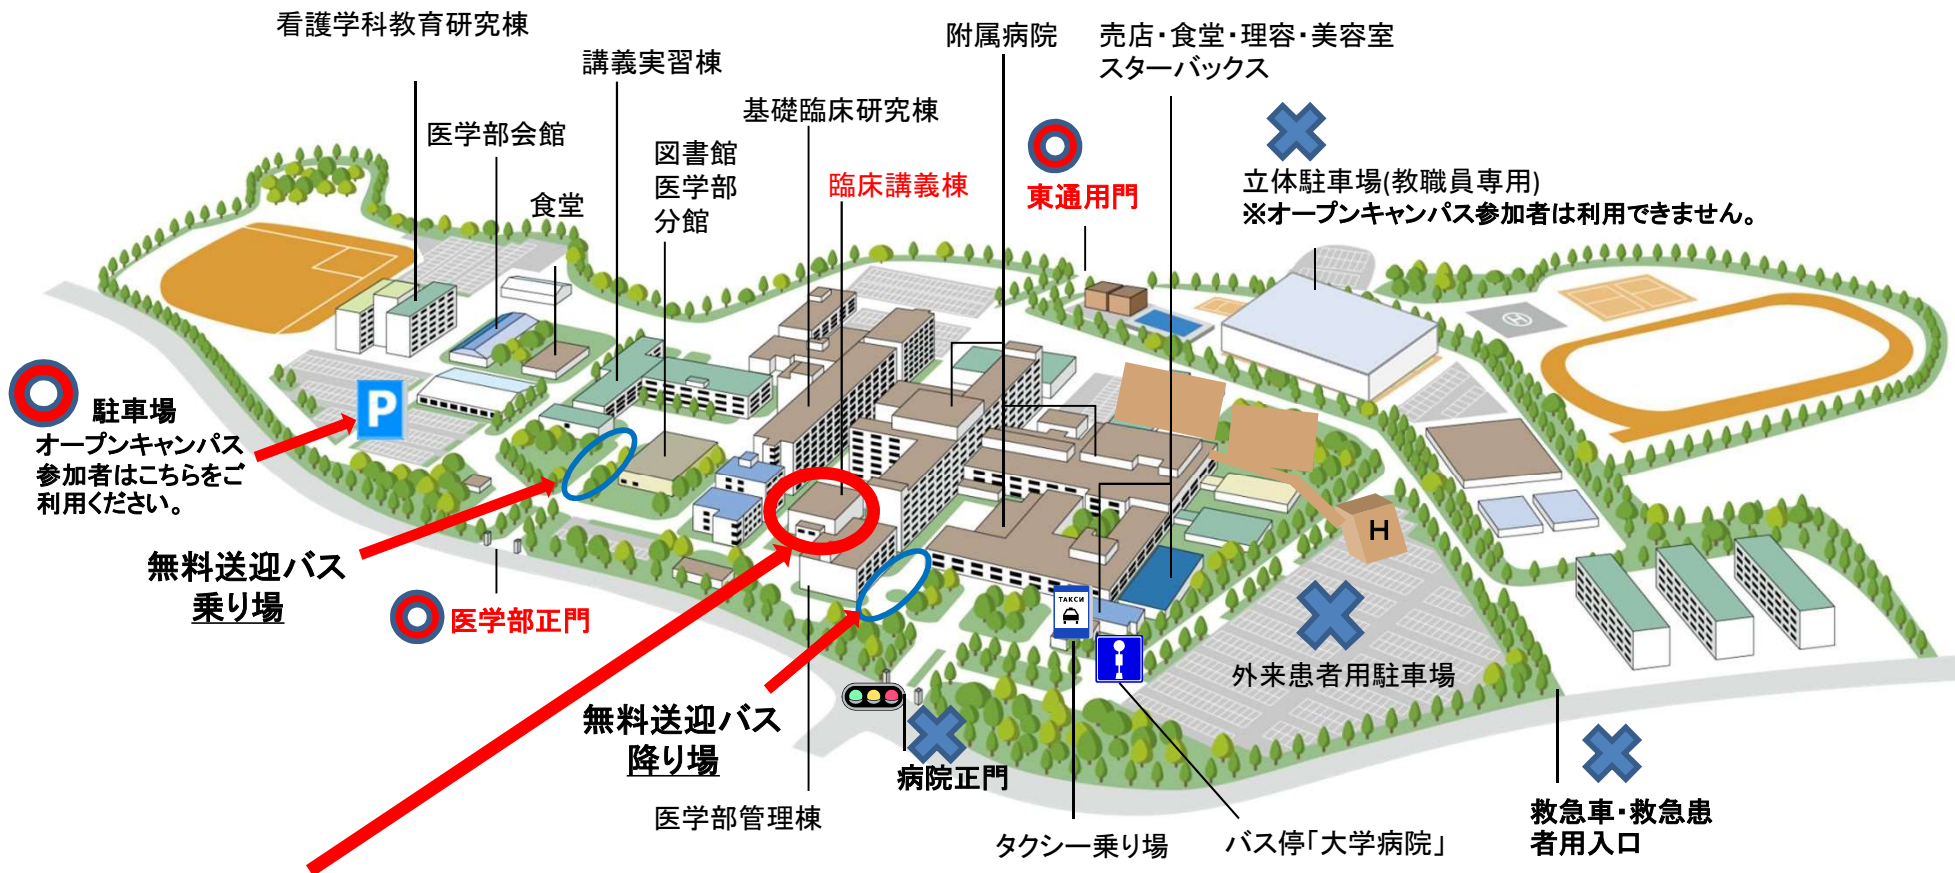 看護学科教育研究棟
講義実習棟
医学部会館
食堂
図書館
医学部
分館
基礎臨床研究棟
臨床講義棟
附属病院
売店・食堂・理容・美容室
スターバックス
東通用門
立体駐車場(教職員専用)
※オープンキャンパス参加者は利用できません。
H
P
駐車場
オープンキャンパス
参加者はこちらをご
利用ください。
無料送迎バス
乗り場
医学部正門
H
ТАКСИ
外来患者用駐車場
無料送迎バス
降り場
病院正門
医学部管理棟
タクシー乗り場
バス停「大学病院」
救急車・救急患
者用入口